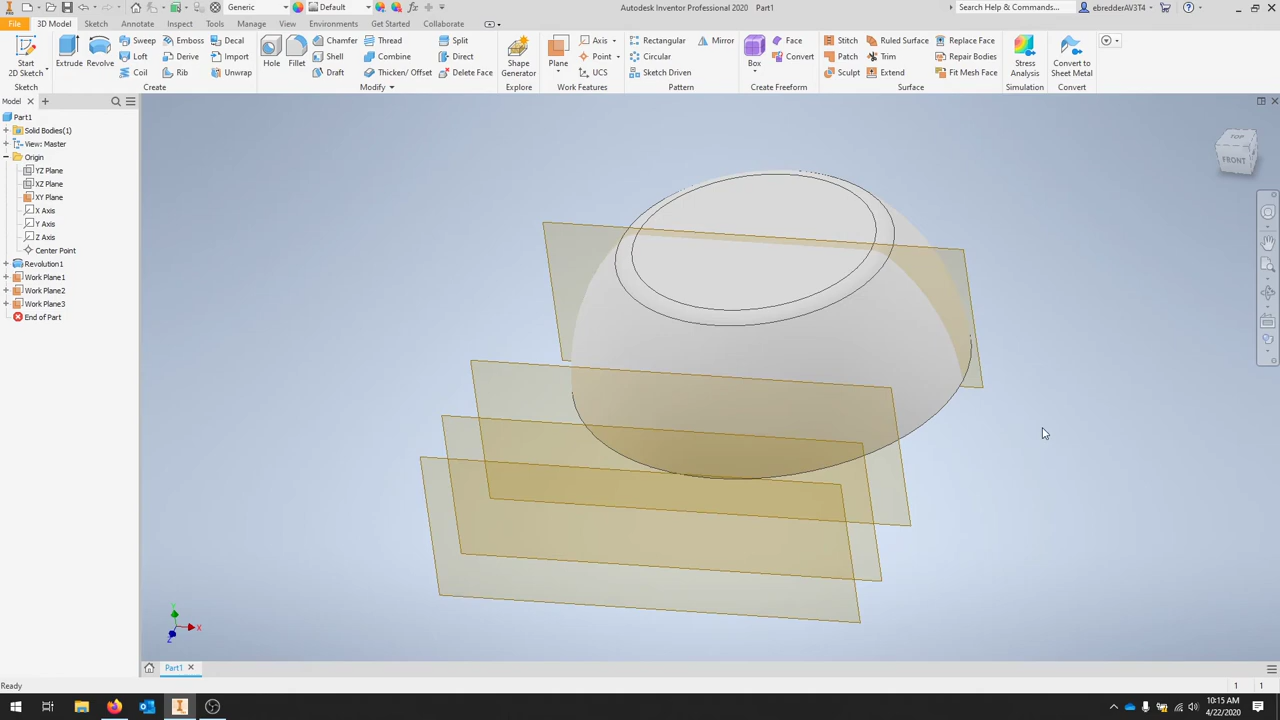 Generic
Default
Autodesk Inventor Professional 2020 Part1
Search Help & Commands...
ebredderAV3T4
File
3D Model
Sketch
Annotate
Inspect
Tools
Manage
View
Environments
Get Started
Collaborate
Start
2D Sketch
Extrude
Revolve
Sweep
Emboss
Decal
Loft
Derive
Import
Coil
Rib
Unwrap
Hole
Fillet
Chamfer
Thread
Split
Shell
Combine
Direct
Draft
Thicken/ Offset
Delete Face
Shape
Generator
Plane
Axis
Point
UCS
Rectangular
Mirror
Circular
Sketch Driven
Box
Face
Convert
Stitch
Ruled Surface
Replace Face
Patch
Trim
Repair Bodies
Sculpt
Extend
Fit Mesh Face
Stress
Analysis
Convert to
Sheet Metal
Sketch
Create
Modify
Explore
Work Features
Pattern
Create Freeform
Surface
Simulation
Convert
Model
Part1
Solid Bodies(1)
View: Master
Origin
YZ Plane
XZ Plane
XY Plane
X Axis
Y Axis
Z Axis
Center Point
Revolution1
Work Plane1
Work Plane2
Work Plane3
End of Part
FRONT
Y
X
Z
Part1
Ready
1 1
10:15 AM
4/22/2020